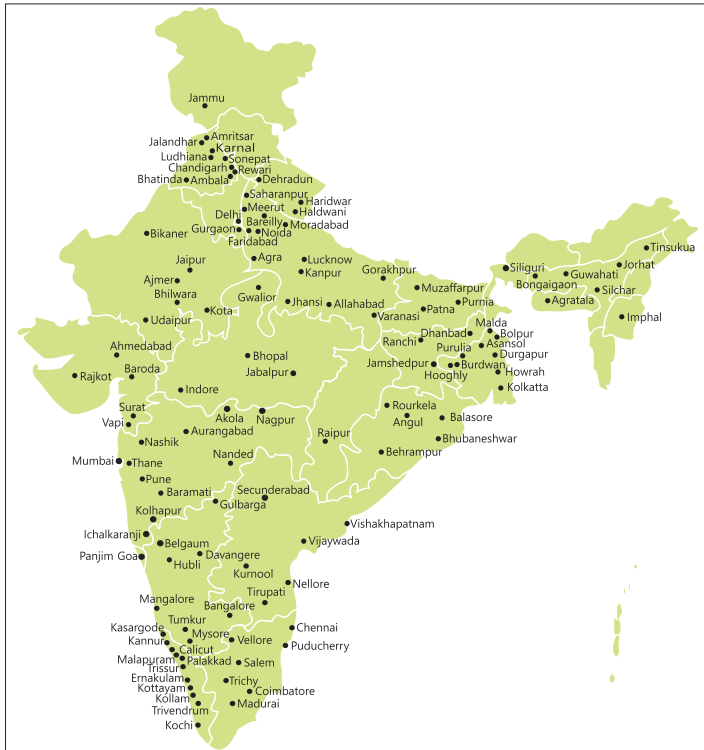 Jammu
Amritsar
Jalandhar
Karnal
Ludhiana
Sonepat
Chandigarh
Rewari
Bhatinda
Ambala
Dehradun
Saharanpur
Haridwar
Meerut
Haldwani
Delhi
Bareilly
Moradabad
Gurgaon
Noida
Faridabad
Bikaner
Tinsukua
Agra
Lucknow
Jaipur
Kanpur
Gorakhpur
Siliguri
Guwahati
Jorhat
Ajmer
Bongaigaon
Bhilwara
Gwalior
Muzaffarpur
Silchar
Jhansi
Allahabad
Purnia
Agratala
Kota
Patna
Udaipur
Varanasi
Imphal
Malda
Dhanbad
Bolpur
Ranchi
Asansol
Ahmedabad
Purulia
Durgapur
Bhopal
Jamshedpur
Burdwan
Rajkot
Baroda
Jabalpur
Hooghly
Howrah
Indore
Kolkatta
Surat
Akola
Nagpur
Rourkela
Balasore
Vapi
Aurangabad
Angul
Nashik
Raipur
Bhubaneshwar
Mumbai
Thane
Nanded
Behrampur
Pune
Secunderabad
Baramati
Gulbarga
Kolhapur
Vishakhapatnam
Ichalkaranji
Belgaum
Vijaywada
Panjim Goa
Davangere
Hubli
Kurnool
Nellore
Tirupati
Mangalore
Bangalore
Kasargode
Tumkur
Chennai
Kannur
Mysore
Vellore
Puducherry
Calicut
Malapuram
Palakkad
Salem
Trissur
Ernakulam
Trichy
Kottayam
Coimbatore
Kollam
Madurai
Trivendrum
Kochi